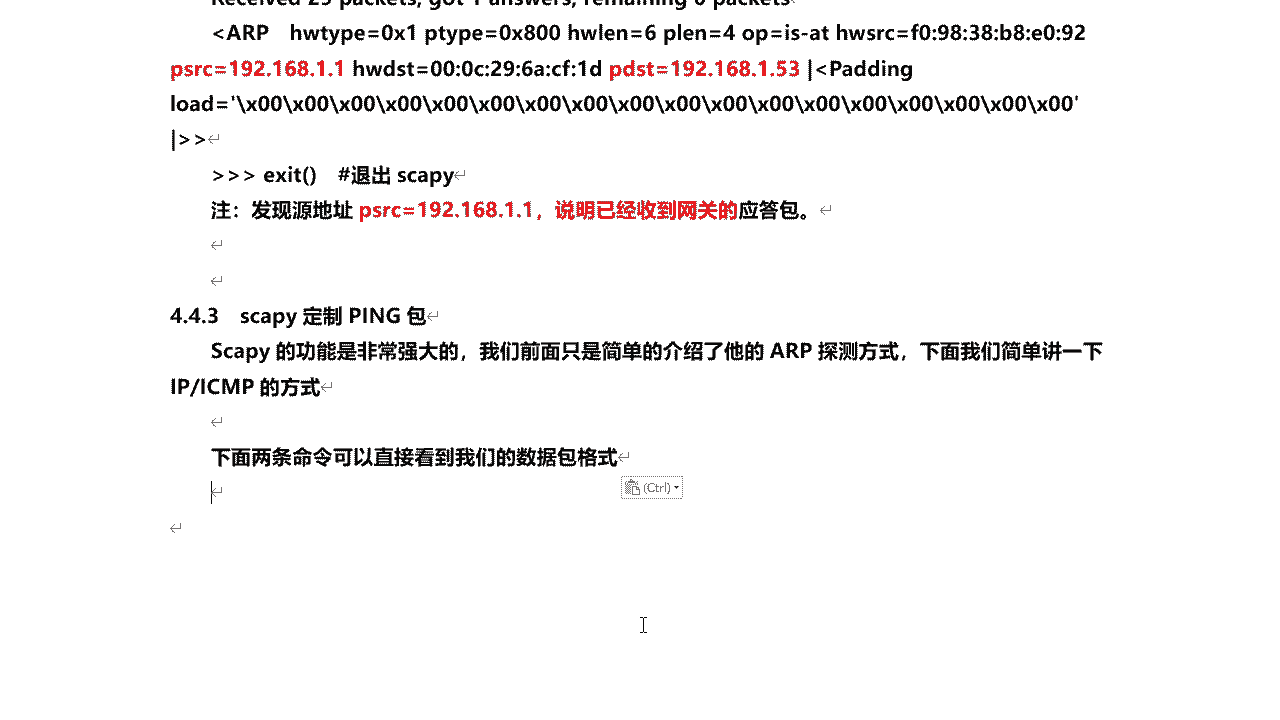 Received 25 packets, got 1 answers, remaining 0 packets
<ARP hwtype=0x1 ptype=0x800 hwlen=6 plen=4 op=is-at hwsrc=f0:98:38:b8:e0:92
psrc=192.168.1.1 hwdst=00:0c:29:6a:cf:1d pdst=192.168.1.53 |<Padding
load='\x00\x00\x00\x00\x00\x00\x00\x00\x00\x00\x00\x00\x00\x00\x00\x00\x00\x00'
|>>
>>> exit() #退出 scapy
注：发现源地址 psrc=192.168.1.1，说明已经收到网关的应答包。
4.4.3 scapy 定制 PING 包
Scapy 的功能是非常强大的，我们前面只是简单的介绍了他的 ARP 探测方式，下面我们简单讲一下
IP/ICMP 的方式
下面两条命令可以直接看到我们的数据包格式
(Ctrl)